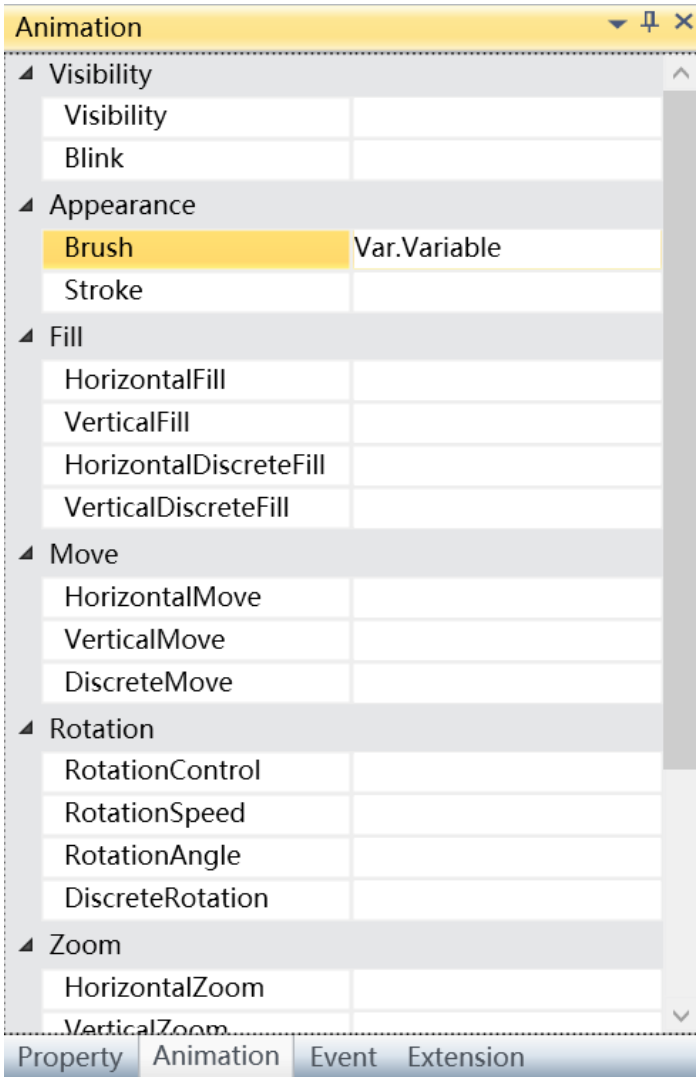 Animation
Visibility
Visibility
Blink
Appearance
Brush Var.Variable
Stroke
Fill
HorizontalFill
VerticalFill
HorizontalDiscreteFill
VerticalDiscreteFill
Move
HorizontalMove
VerticalMove
DiscreteMove
Rotation
RotationControl
RotationSpeed
RotationAngle
DiscreteRotation
Zoom
HorizontalZoom
VerticalZoom
Property Animation Event Extension